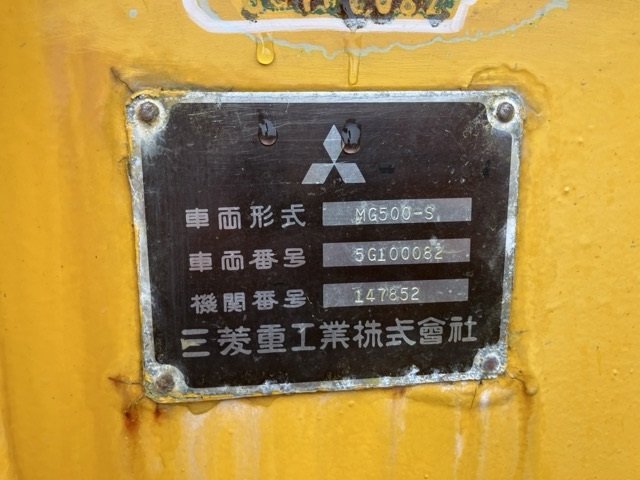 車両形式 MG500-S
車両番号 5G100082
機関番号 147852
三菱重工業株式會社